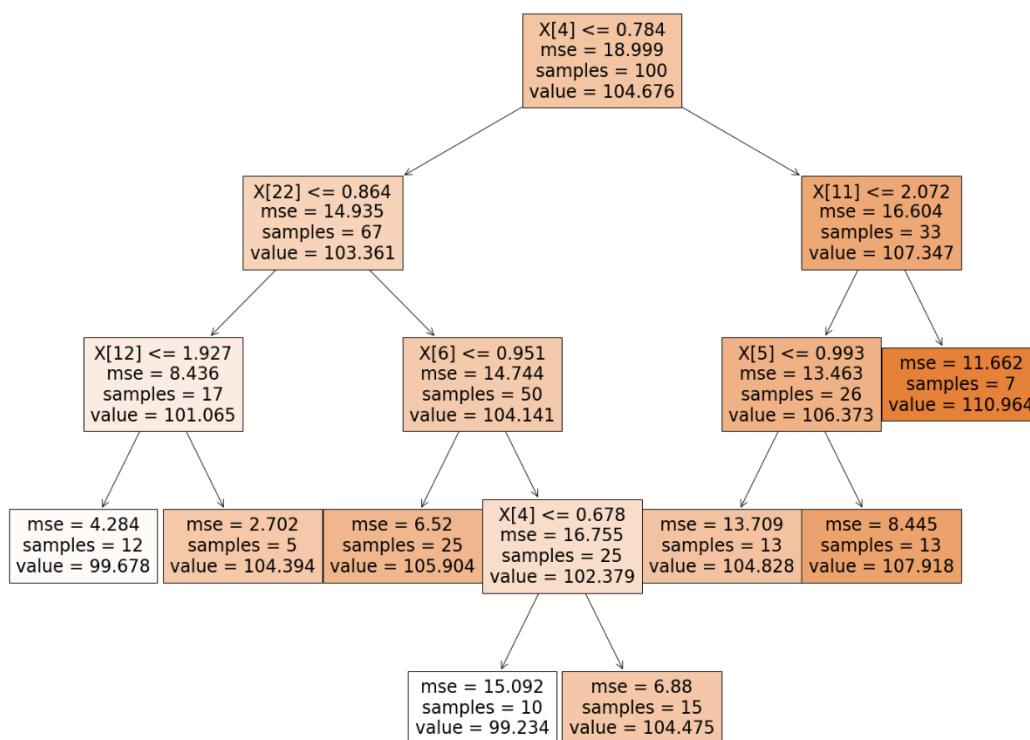 X[4] <= 0.784
mse = 18.999
samples = 100
value = 104.676
X[22] <= 0.864
mse = 14.935
samples = 67
value = 103.361
X[11] <= 2.072
mse = 16.604
samples = 33
value = 107.347
X[12] <= 1.927
mse = 8.436
samples = 17
value = 101.065
X[6] <= 0.951
mse = 14.744
samples = 50
value = 104.141
X[5] <= 0.993
mse = 13.463
samples = 26
value = 106.373
mse = 11.662
samples = 7
value = 110.964
mse = 4.284
samples = 12
value = 99.678
mse = 2.702
samples = 5
value = 104.394
mse = 6.52
samples = 25
value = 105.904
X[4] <= 0.678
mse = 16.755
samples = 25
value = 102.379
mse = 13.709
samples = 13
value = 104.828
mse = 8.445
samples = 13
value = 107.918
mse = 15.092
samples = 10
value = 99.234
mse = 6.88
samples = 15
value = 104.475